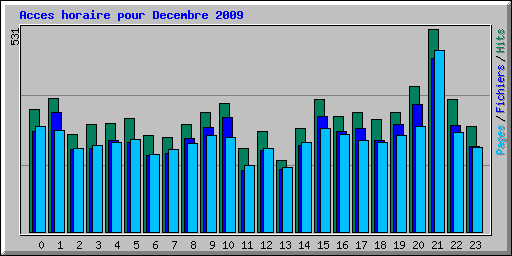 Acces horaire pour Decembre 2009
531
Pages / Fichiers / Hits
0 1 2 3 4 5 6 7 8 9 10 11 12 13 14 15 16 17 18 19 20 21 22 23